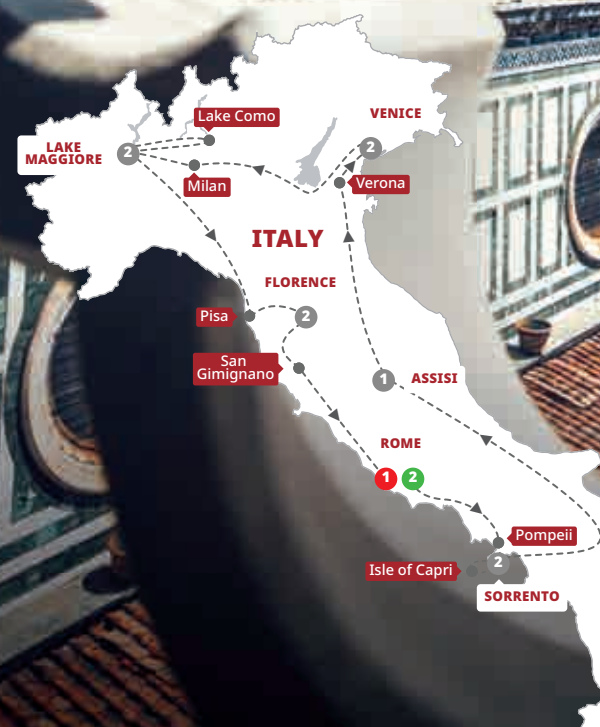 Lake Como
VENICE
2
LAKE
MAGGIORE
2
Milan
Verona
ITALY
FLORENCE
Pisa
2
San
Gimignano
1
ASSISI
ROME
1
2
Pompeii
2
Isle of Capri
SORRENTO